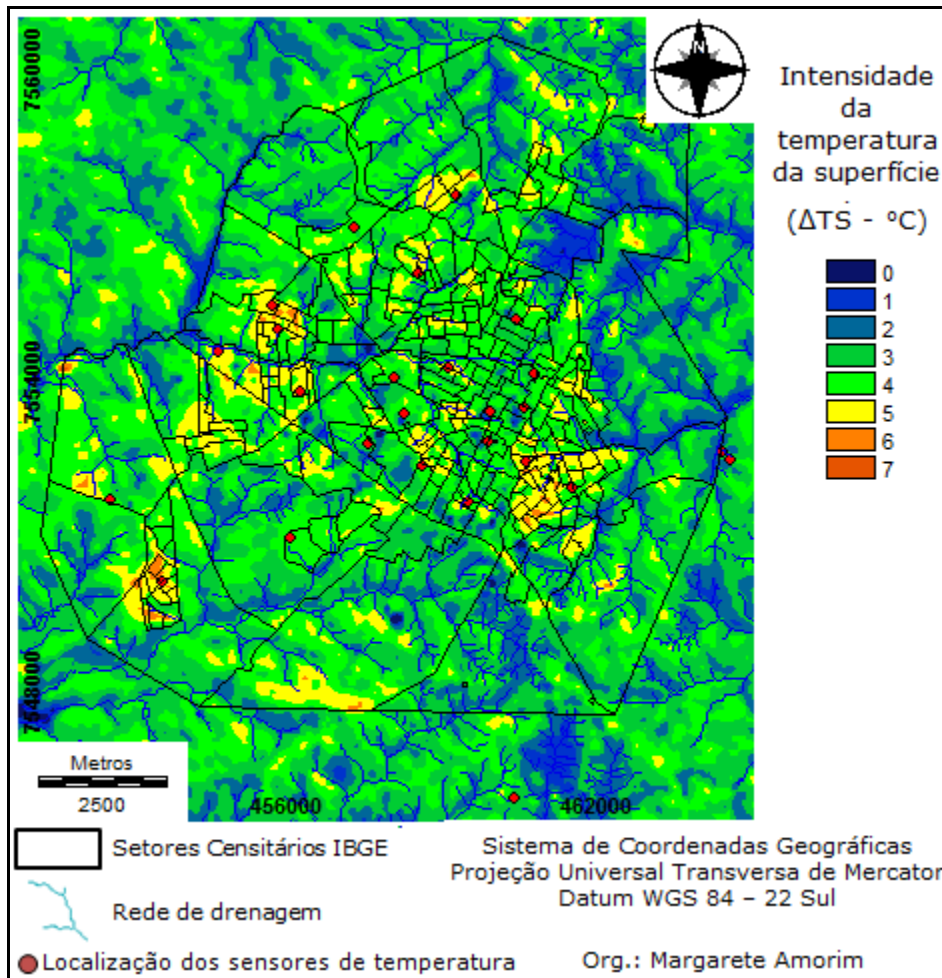 7560000
7554000
7548000
N
Intensidade
da
temperatura
da superfície
(ΔTS - °C)
0
1
2
3
4
5
6
7
Metros
2500
456000
462000
Setores Censitários IBGE
Rede de drenagem
Localização dos sensores de temperatura
Sistema de Coordenadas Geográficas
Projeção Universal Transversa de Mercator
Datum WGS 84 – 22 Sul
Org.: Margarete Amorim